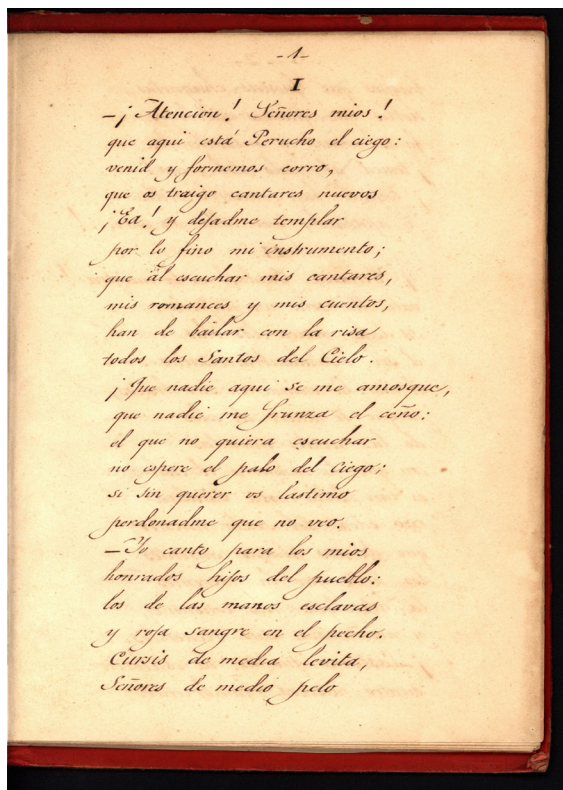 -1-
I
-¡Atención! Señores mios!
que aqui está Perucho el ciego:
venid y formemos corro,
que os traigo cantares nuevos
¡Ea! y dejadme templar
por lo fino mi instrumento;
que al escuchar mis cantares,
mis romances y mis cuentos,
han de bailar con la risa
todos los Santos del Cielo.
¡Que nadie aqui se me amosque,
que nadie me frunza el ceño:
el que no quiera escuchar
no espere el palo del ciego;
si sin querer os lastimo
perdonadme que no veo.
-Yo canto para los mios
honrados hijos del pueblo:
los de las manos esclavas
y roja sangre en el pecho.
Cursis de media levita,
Señores de medio pelo